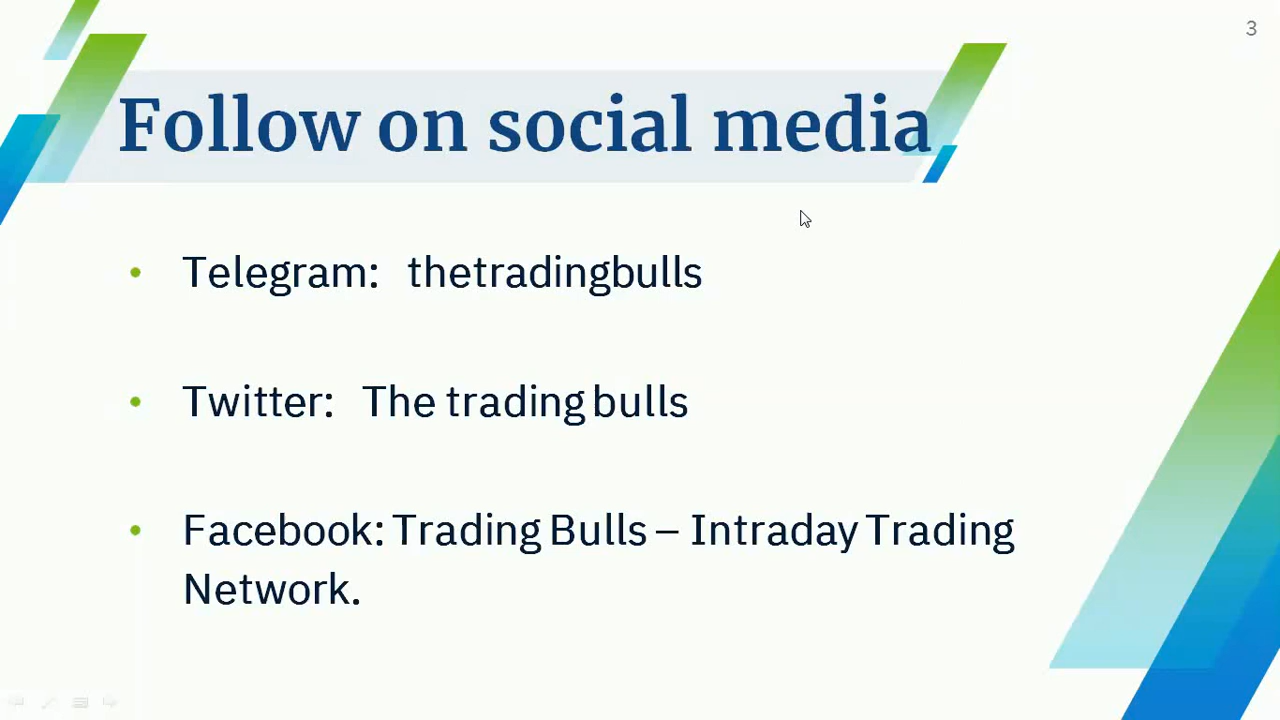 3
Follow on social media
• Telegram: thetradingbulls
• Twitter: The trading bulls
• Facebook: Trading Bulls – Intraday Trading
Network.